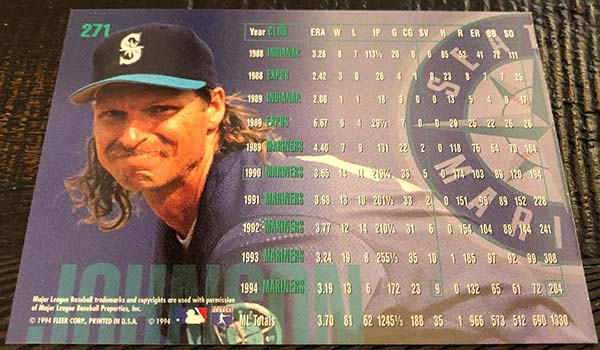 271
Year CLUB ERA W L IP G CG SV H R ER BB SO
1988 INDIANAP. 3.26 8 7 113⅓ 20 0 0 85 52 42 72 111
1988 EXPOS 2.42 3 0 26 4 1 0 23 8 7 7 25
1989 INDIANAP. 2.00 1 1 18 3 0 0 13 5 4 9 17
1989 EXPOS 6.67 0 4 29⅔ 7 0 0 29 25 22 26 26
1989 MARINERS 4.40 7 9 131 22 2 0 118 75 64 70 104
1990 MARINERS 3.65 14 11 33 5 0 174 103 89 120 194
1991 MARINERS 3.98 13 10 201⅓ 33 2 0 151 96 89 152 228
1992 MARINERS 3.77 12 14 210⅓ 31 6 0 154 104 88 144 241
1993 MARINERS 3.24 19 8 255⅓ 35 10 1 185 97 92 99 308
1994 MARINERS 3.19 13 6 172 23 9 0 132 65 61 72 204
ML Totals 3.70 81 62 1245⅓ 188 35 1 966 573 512 690 1330
JOHNSON
SEATTLE
MARINERS
Major League Baseball trademarks and copyrights are used with permission
of Major League Baseball Properties, Inc.
© 1994 FLEER CORP., PRINTED IN U.S.A. © 1994